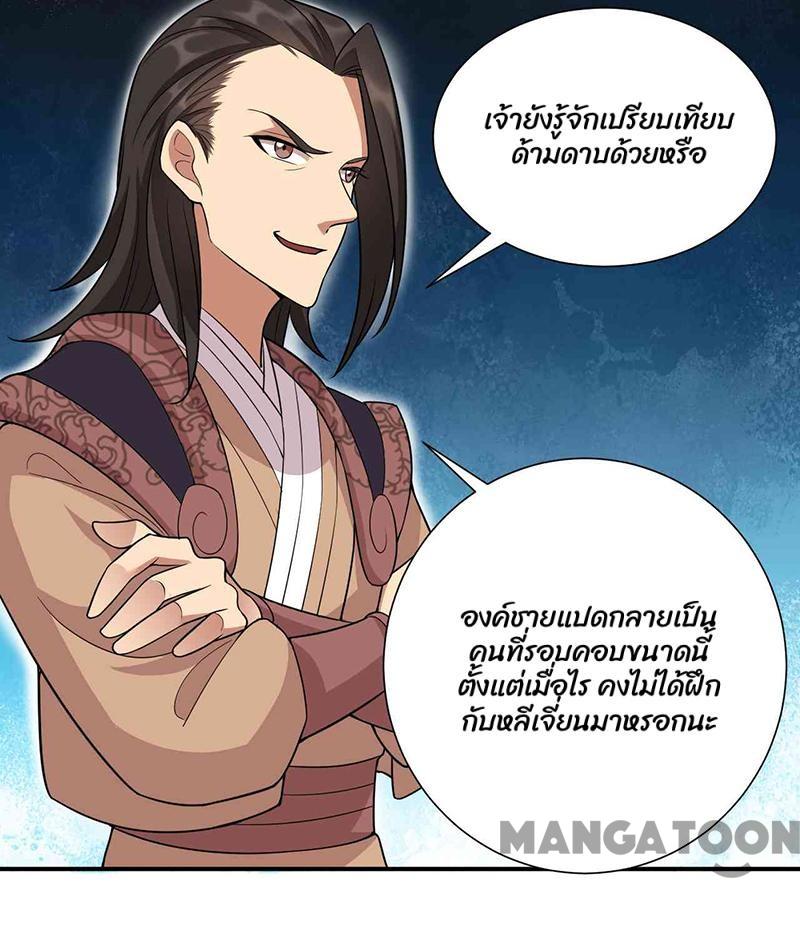 เจ้ายังรู้จักเปรียบเทียบ
ด้ามดาบด้วยหรือ
องค์ชายแปดกลายเป็น
คนที่รอบคอบขนาดนี้
ตั้งแต่เมื่อไร คงไม่ได้ฝึก
กับหลีเจี่ยนมาหรอกนะ
MANGATOON